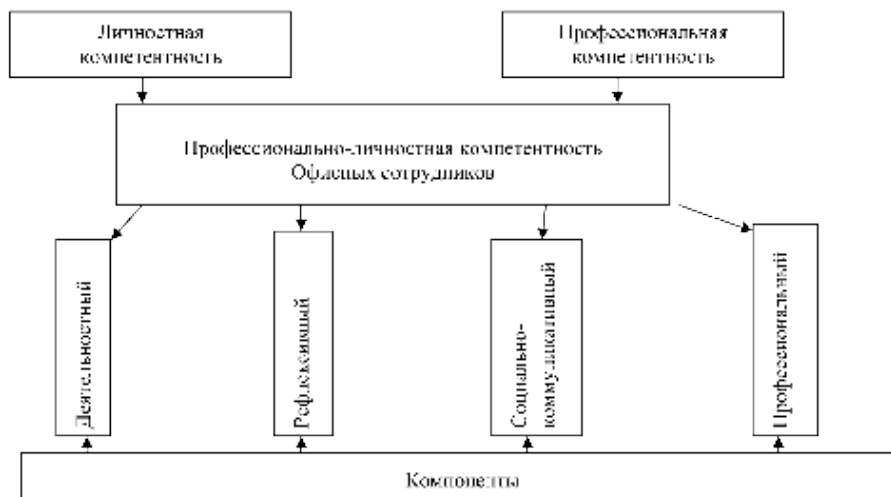 Личностная
компетентность
Профессиональная
компетентность
Профессионально-личностная компетентность
Офисных сотрудников
Деятельностный
Рефлексивный
Социально-
коммуникативный
Профессиональный
Компоненты